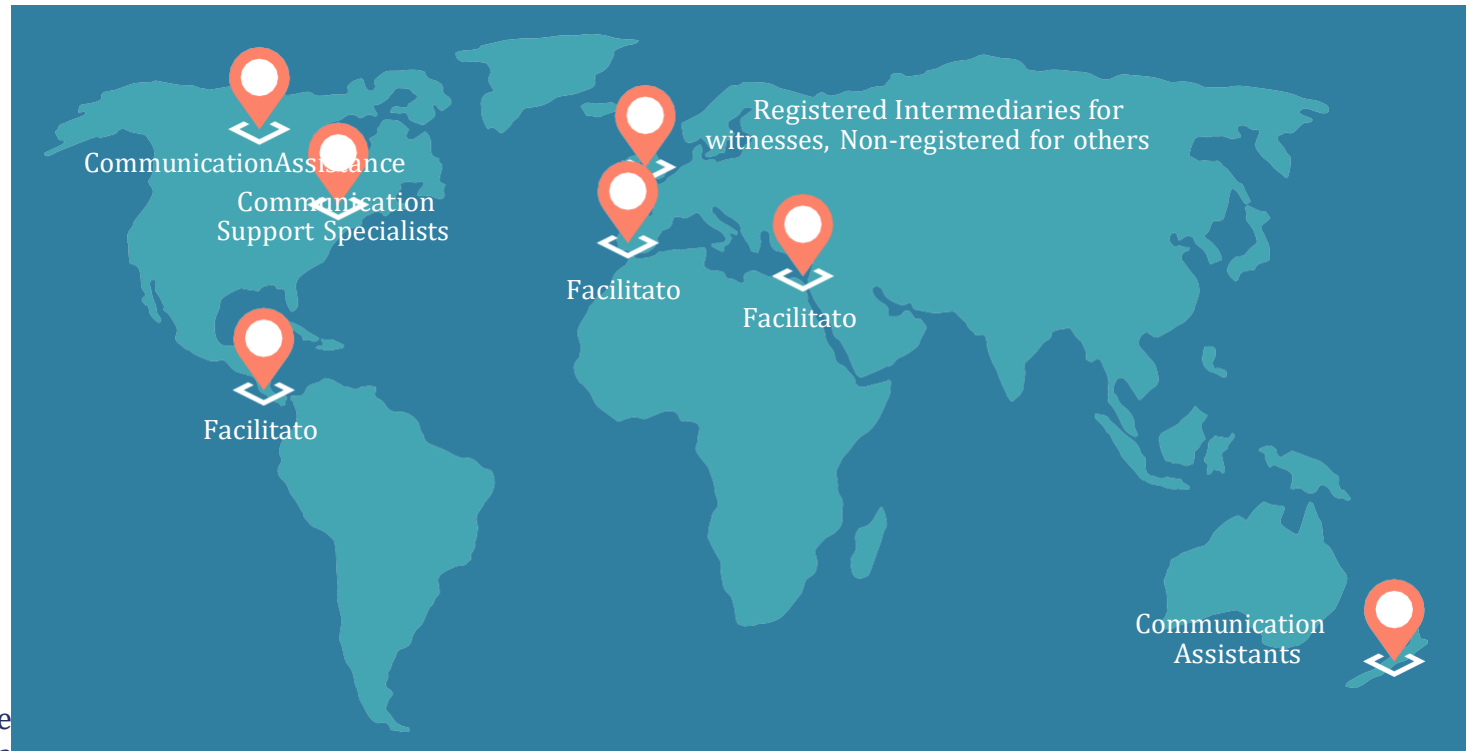 Registered Intermediaries for
witnesses, Non-registered for others
CommunicationAssistance
Communication
Support Specialists
Facilitato
Facilitato
Facilitato
Communication
Assistants
e